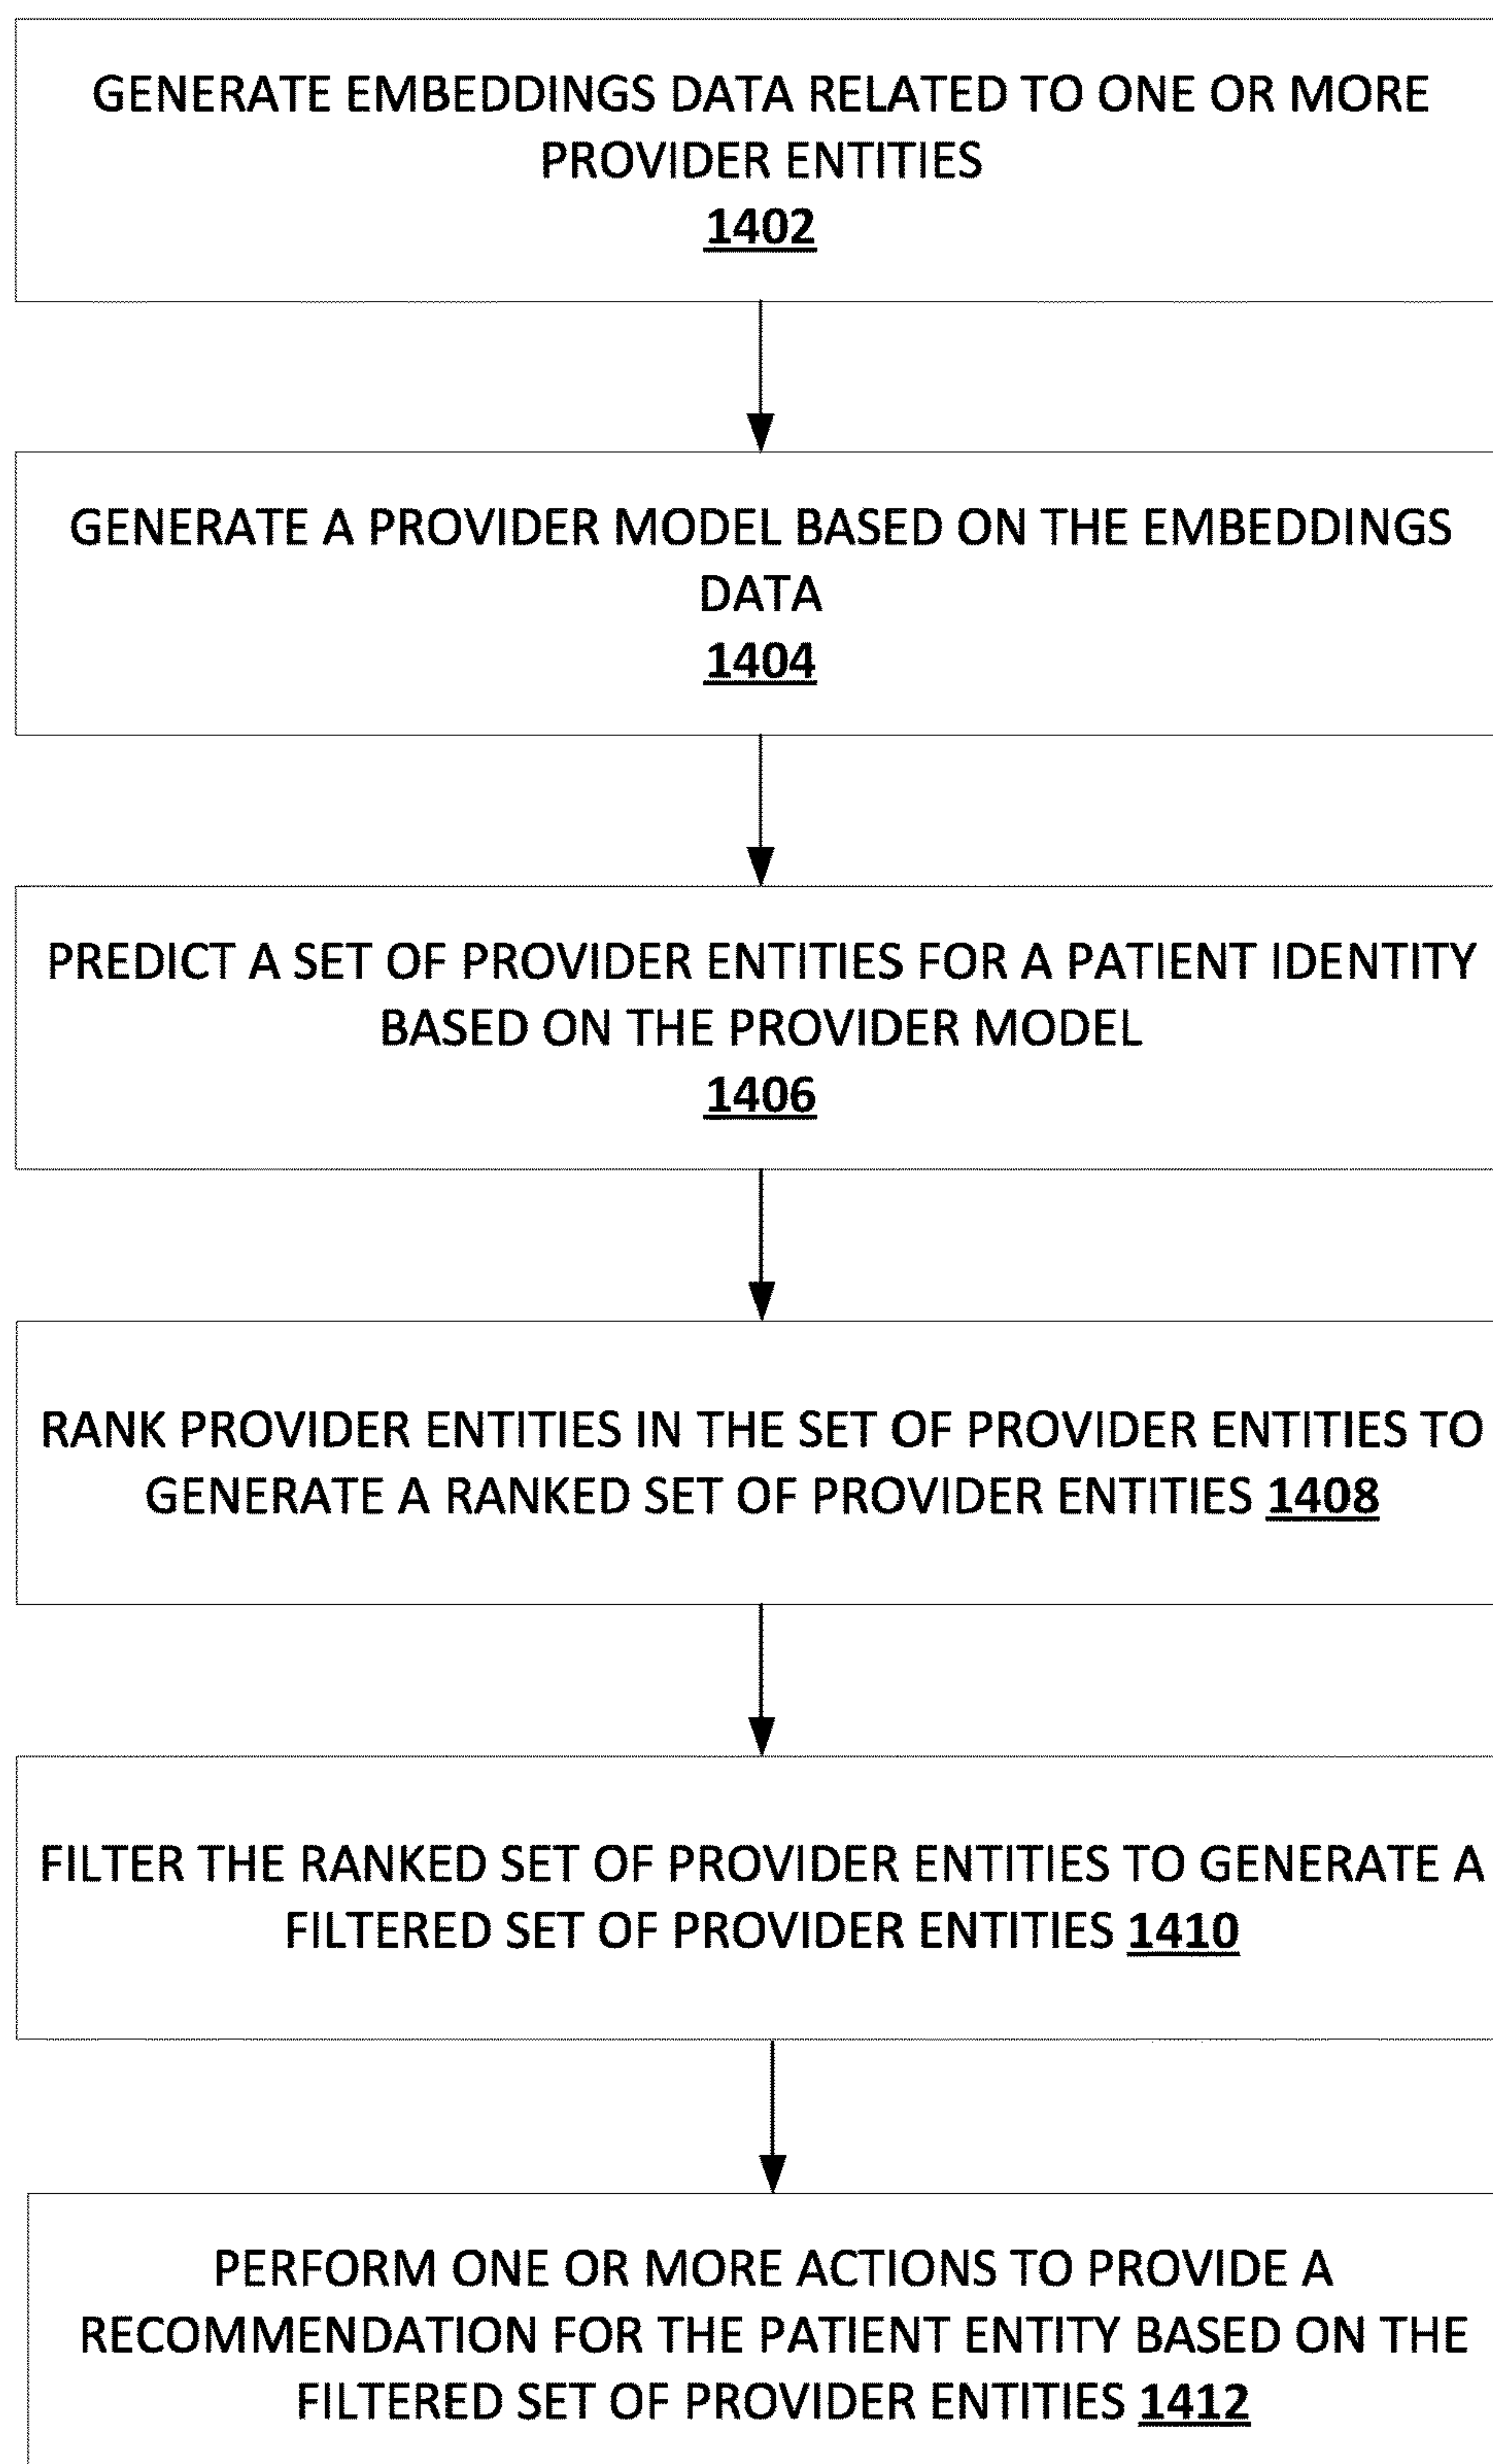 GENERATE EMBEDDINGS DATA RELATED TO ONE OR MORE
PROVIDER ENTITIES
1402
GENERATE A PROVIDER MODEL BASED ON THE EMBEDDINGS
DATA
1404
PREDICT A SET OF PROVIDER ENTITIES FOR A PATIENT IDENTITY
BASED ON THE PROVIDER MODEL
1406
RANK PROVIDER ENTITIES IN THE SET OF PROVIDER ENTITIES TO
GENERATE A RANKED SET OF PROVIDER ENTITIES 1408
FILTER THE RANKED SET OF PROVIDER ENTITIES TO GENERATE A
FILTERED SET OF PROVIDER ENTITIES 1410
PERFORM ONE OR MORE ACTIONS TO PROVIDE A
RECOMMENDATION FOR THE PATIENT ENTITY BASED ON THE
FILTERED SET OF PROVIDER ENTITIES 1412